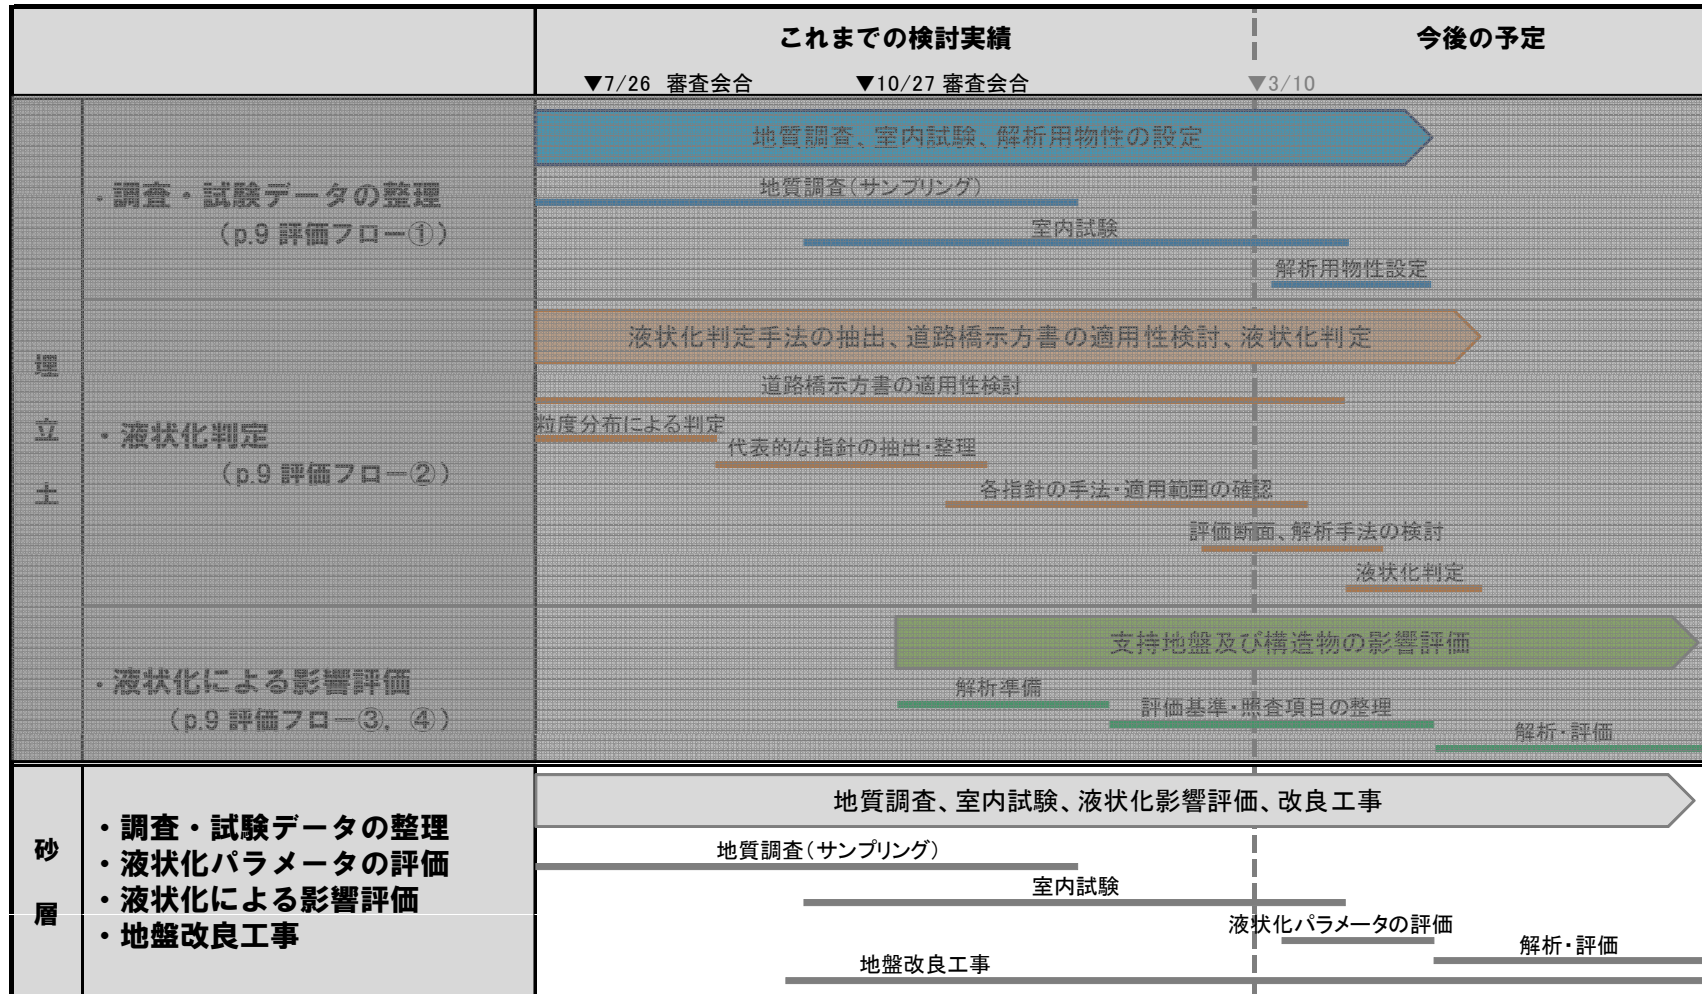 これまでの検討実績
今後の予定
▼7/26 審査会合
▼10/27 審査会合
▼3/10
埋立土
・調査・試験データの整理
(p.9 評価フロー①)
地質調査、室内試験、解析用物性の設定
地質調査(サンプリング)
室内試験
解析用物性設定
・液状化判定
(p.9 評価フロー②)
液状化判定手法の抽出、道路橋示方書の適用性検討、液状化判定
道路橋示方書の適用性検討
粒度分布による判定
代表的な指針の抽出・整理
各指針の手法・適用範囲の確認
評価断面、解析手法の検討
液状化判定
・液状化による影響評価
(p.9 評価フロー③,④)
支持地盤及び構造物の影響評価
解析準備
評価基準・照査項目の整理
解析・評価
砂層
・調査・試験データの整理
・液状化パラメータの評価
・液状化による影響評価
・地盤改良工事
地質調査、室内試験、液状化影響評価、改良工事
地質調査(サンプリング)
室内試験
液状化パラメータの評価
解析・評価
地盤改良工事